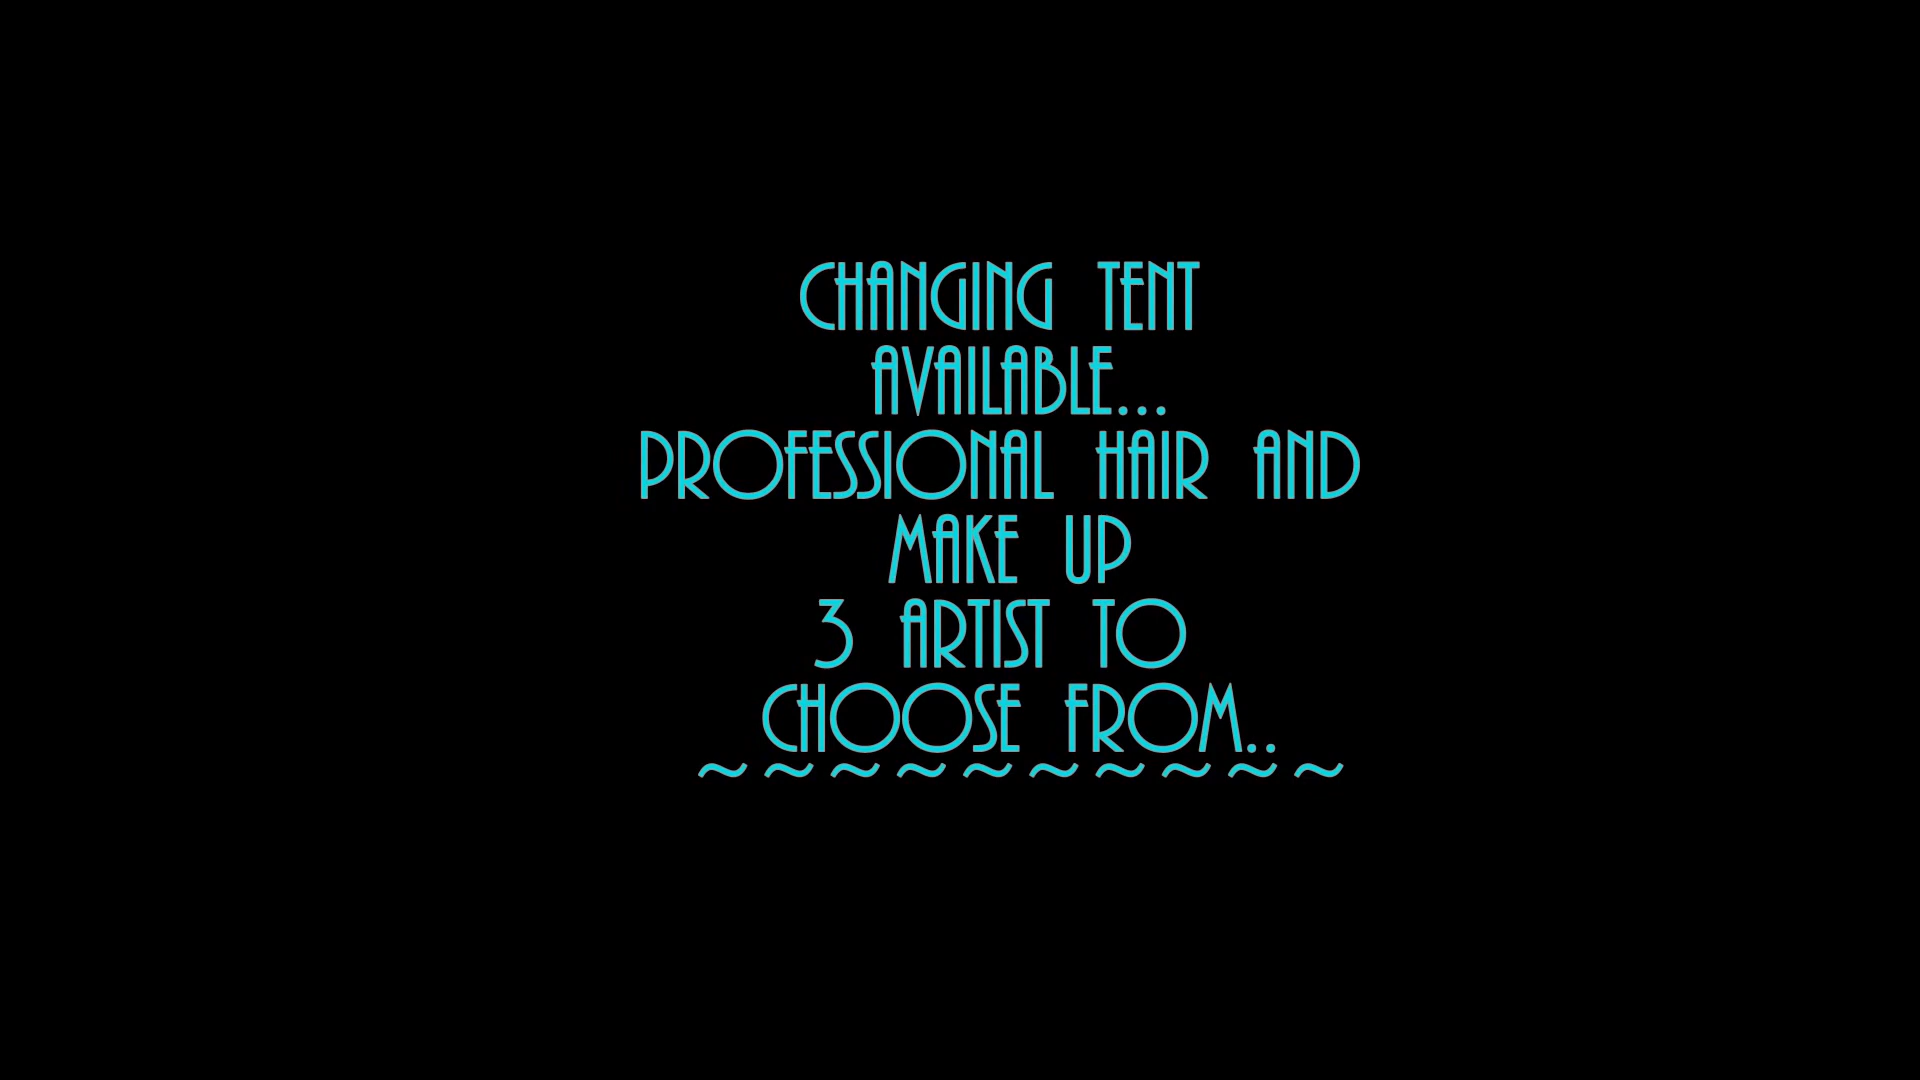 CHANGING TENT
AVAILABLE...
PROFESSIONAL HAIR AND
MAKE UP
3 ARTIST TO
CHOOSE FROM..
~~~~~~~~~~